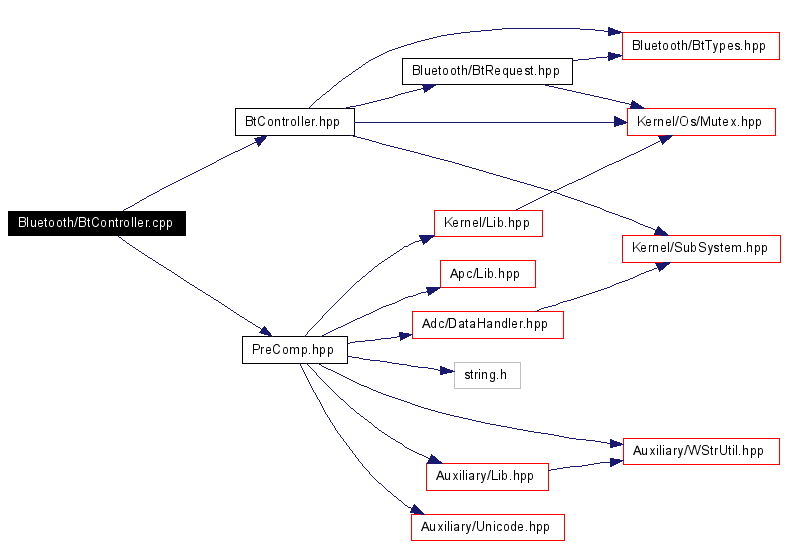 Bluetooth/BtTypes.hpp
Bluetooth/BtRequest.hpp
BtController.hpp
Kernel/Os/Mutex.hpp
Bluetooth/BtController.cpp
Kernel/Lib.hpp
Kernel/SubSystem.hpp
Apc/Lib.hpp
Adc/DataHandler.hpp
PreComp.hpp
string.h
Auxiliary/WStrUtil.hpp
Auxiliary/Lib.hpp
Auxiliary/Unicode.hpp